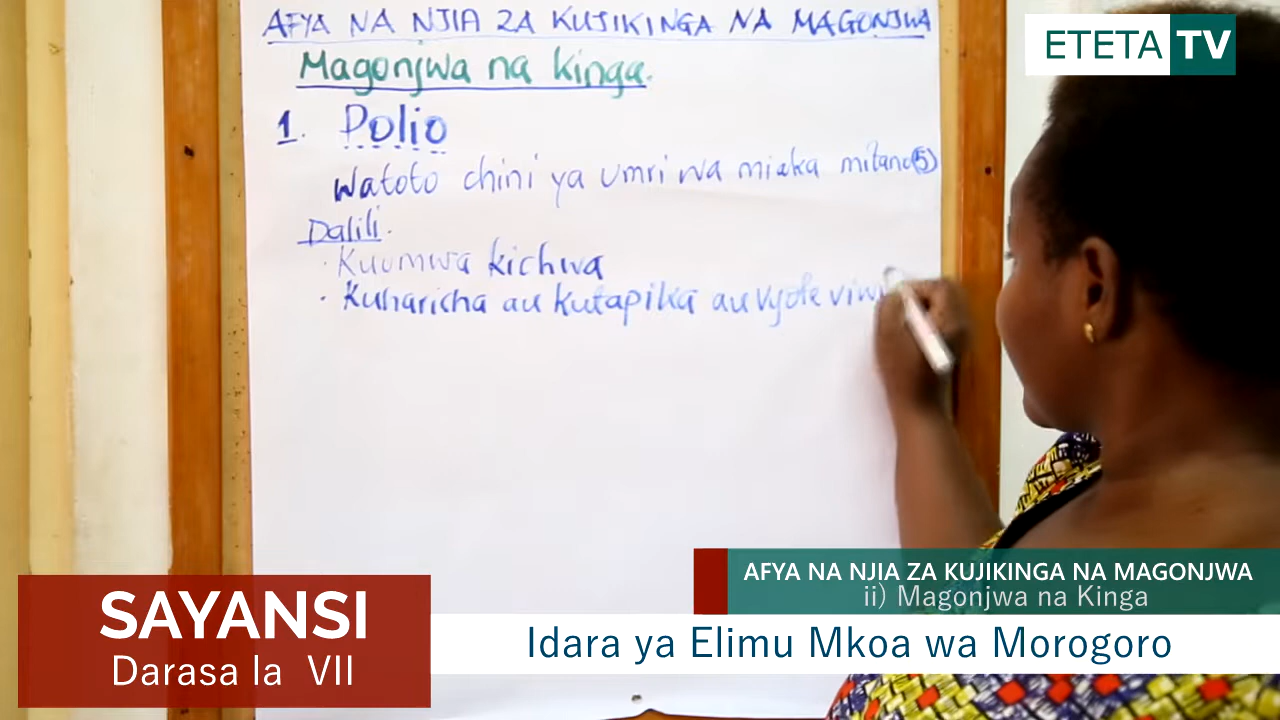 AFYA NA NJIA ZA KUJIKINGA NA MAGONJWA
Magonjwa na Kinga.
1. Polio
Watoto chini ya umri wa miaka mitano(5)
Dalili.
· Kuumwa kichwa
· Kuharicha au kutapika au vyote
ETETA TV
AFYA NA NJIA ZA KUJIKINGA NA MAGONJWA
ii) Magonjwa na Kinga
SAYANSI
Darasa la VII
Idara ya Elimu Mkoa wa Morogoro